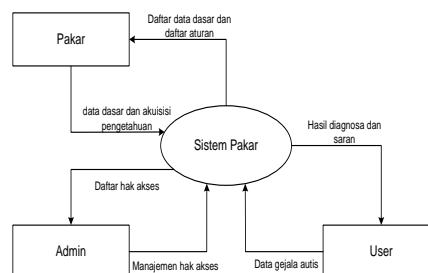 Daftar data dasar dan
daftar aturan
Pakar
data dasar dan akuisisi
pengetahuan
Sistem Pakar
Hasil diagnosa dan
saran
Daftar hak akses
Admin
Manajemen hak akses
Data gejala autis
User